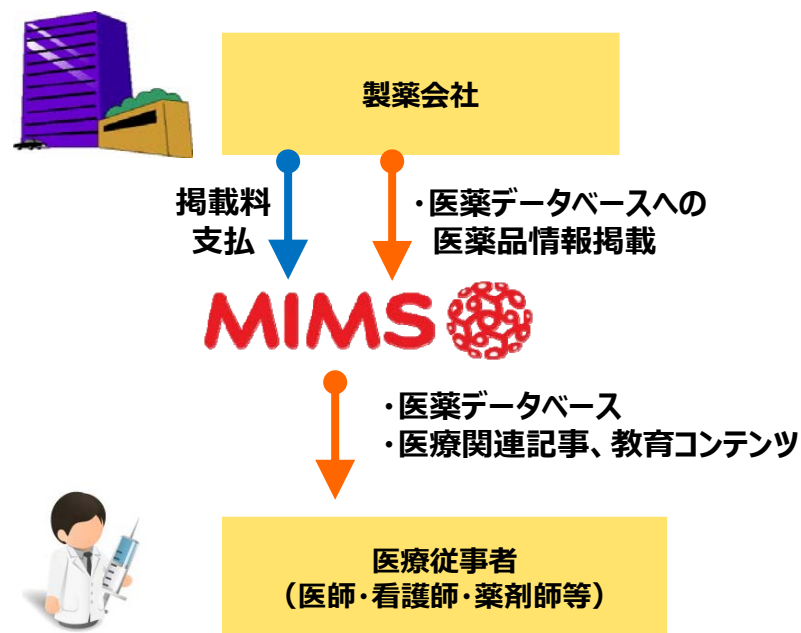 製薬会社
掲載料
支払
・医薬データベースへの
医薬品情報掲載
MIMS
・医薬データベース
・医療関連記事、教育コンテンツ
医療従事者
（医師・看護師・薬剤師等）